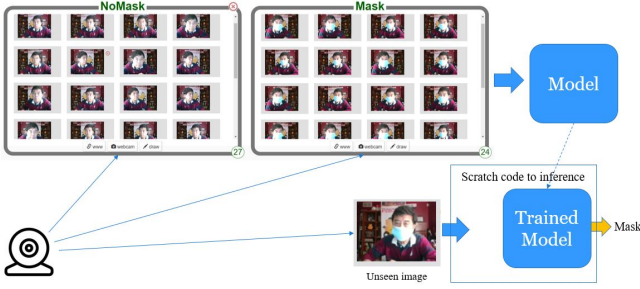 NoMask
www webcam draw
27
Mask
www webcam draw
24
Model
Scratch code to inference
Trained
Model
Mask
Unseen image